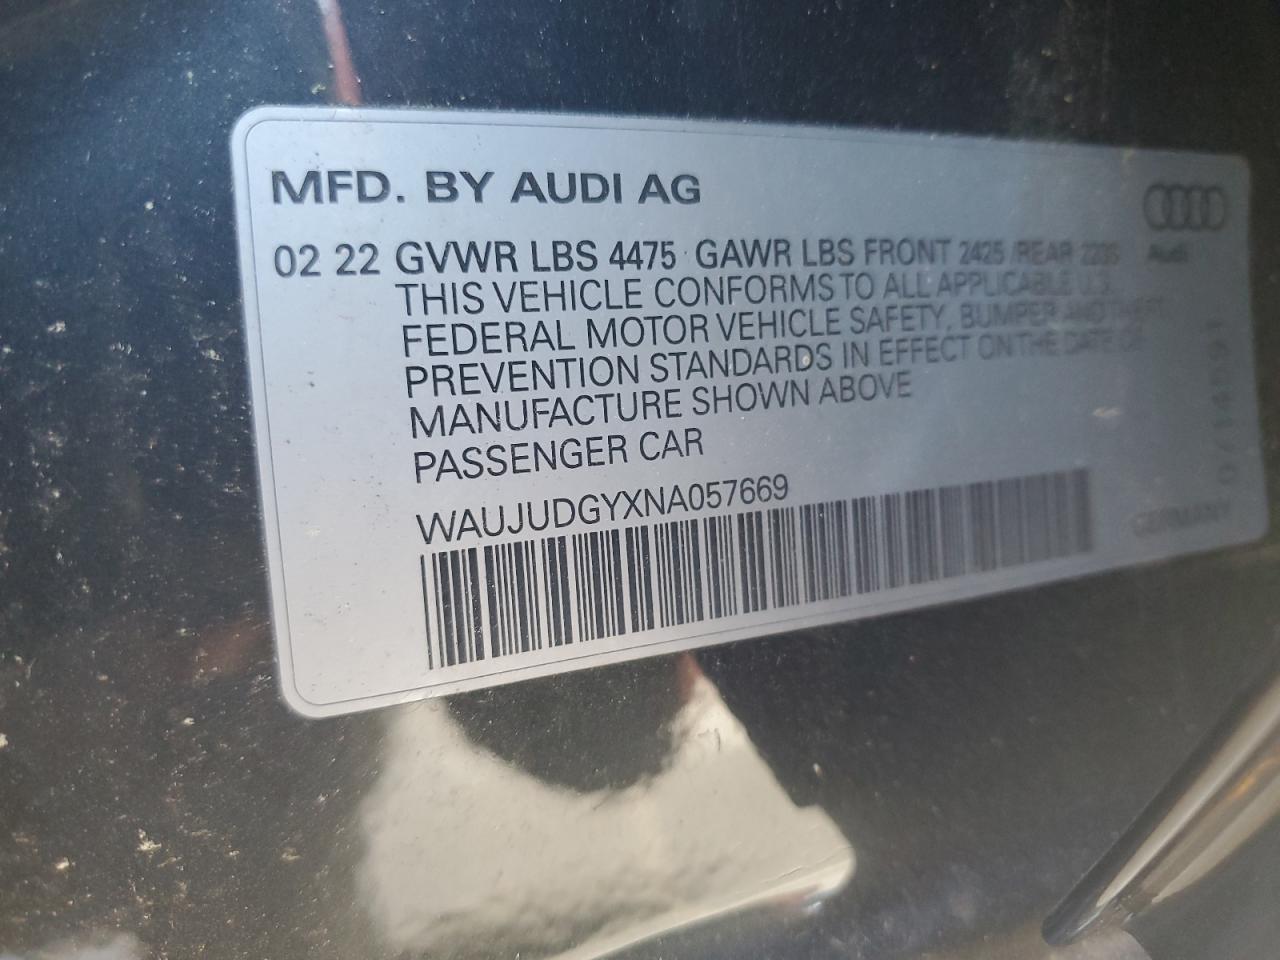 MFD. BY AUDI AG
02 22 GVWR LBS 4475 GAWR LBS FRONT 2425 /REAR
THIS VEHICLE CONFORMS TO ALL APPLICABLE U.S.
FEDERAL MOTOR VEHICLE SAFETY, BUMPER AND THEFT
PREVENTION STANDARDS IN EFFECT ON THE DATE OF
MANUFACTURE SHOWN ABOVE
PASSENGER CAR
WAUJUDGYXNA057669
Audi
GERMANY